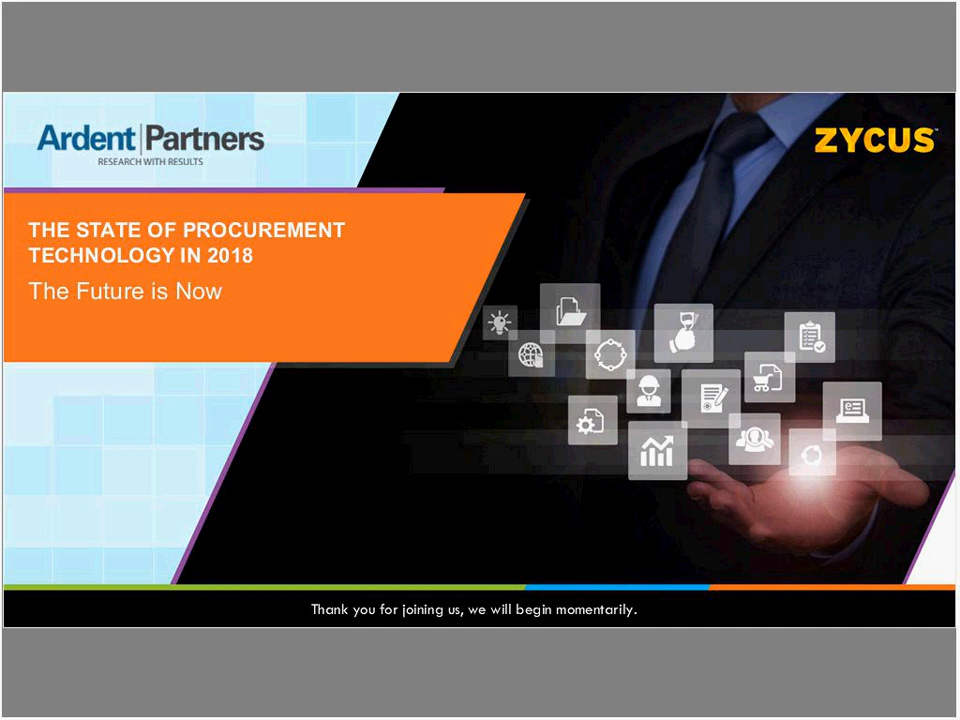 Ardent|Partners
RESEARCH WITH RESULTS
ZYCUS™
THE STATE OF PROCUREMENT
TECHNOLOGY IN 2018
The Future is Now
Thank you for joining us, we will begin momentarily.